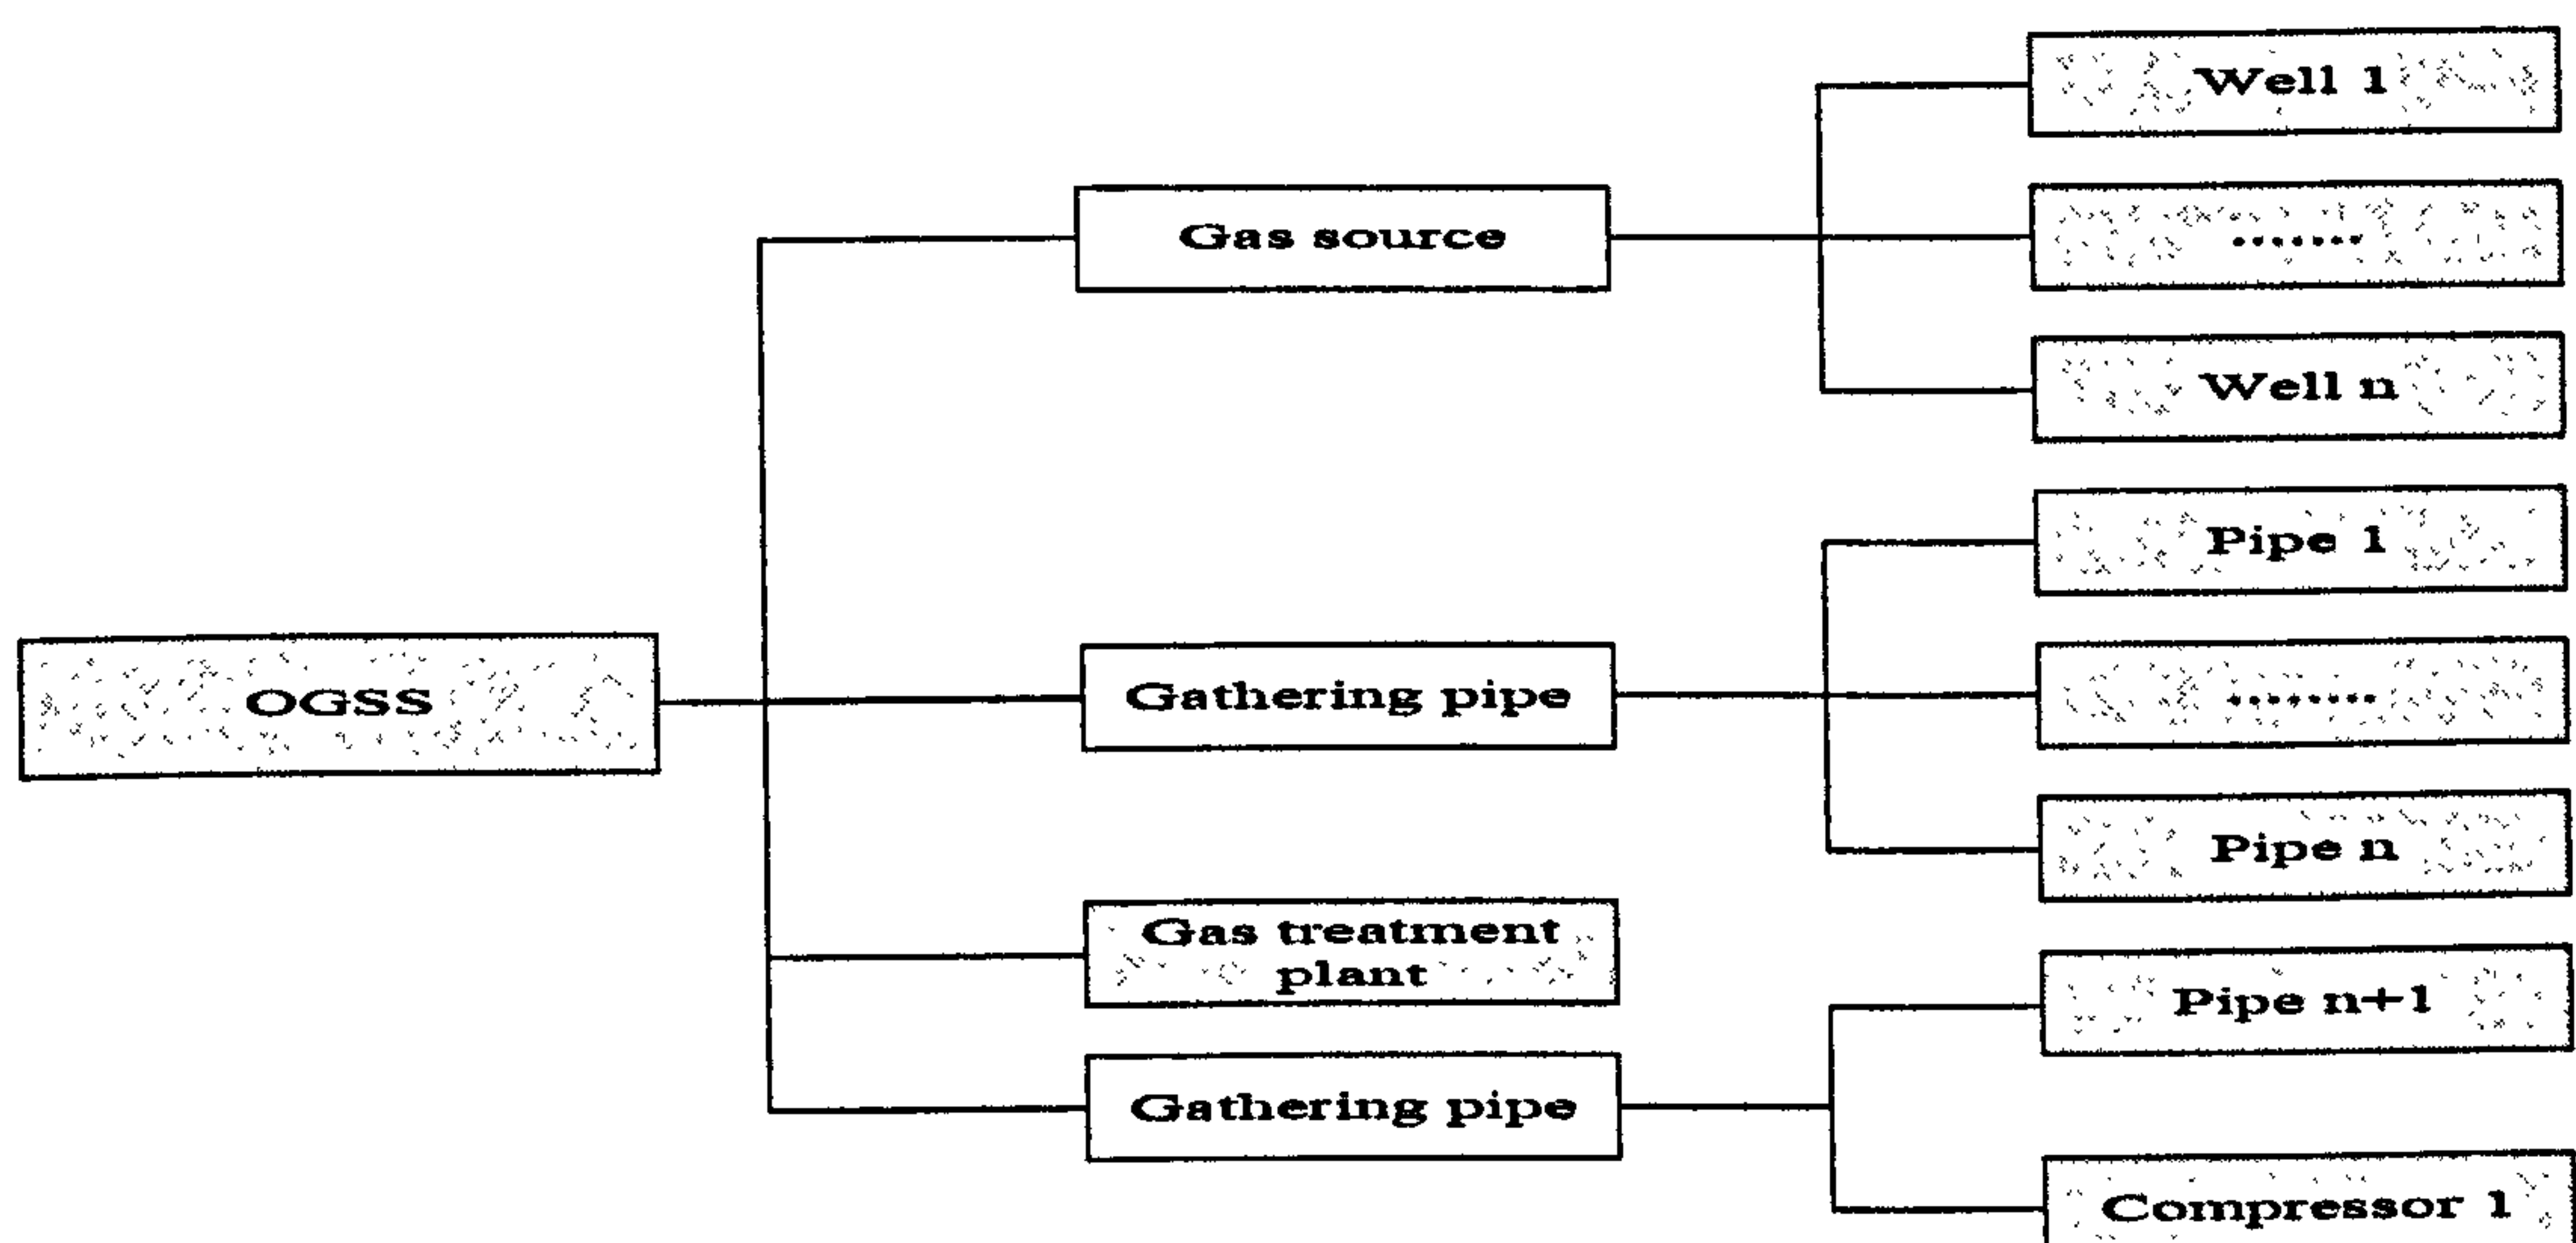 Well 1
Gas source
.......
Well n
Pipe 1
OGSS
Gathering pipe
........
Pipe n
Gas treatment
plant
Pipe n+1
Gathering pipe
Compressor 1